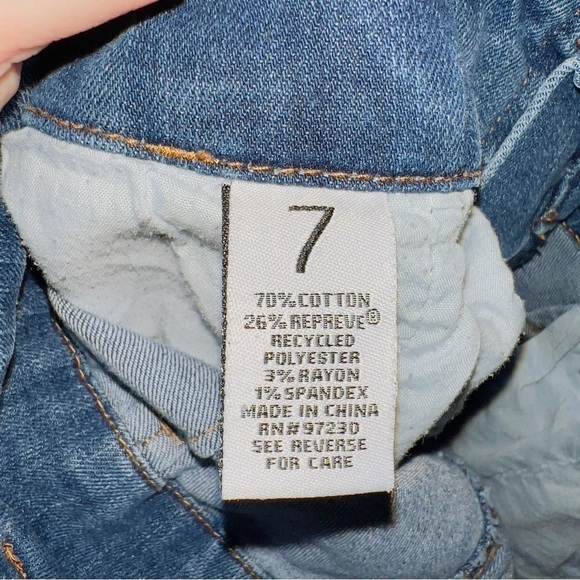 7
70% COTTON
26% REPREVE®
RECYCLED
POLYESTER
3% RAYON
1% SPANDEX
MADE IN CHINA
RN# 97230
SEE REVERSE
FOR CARE